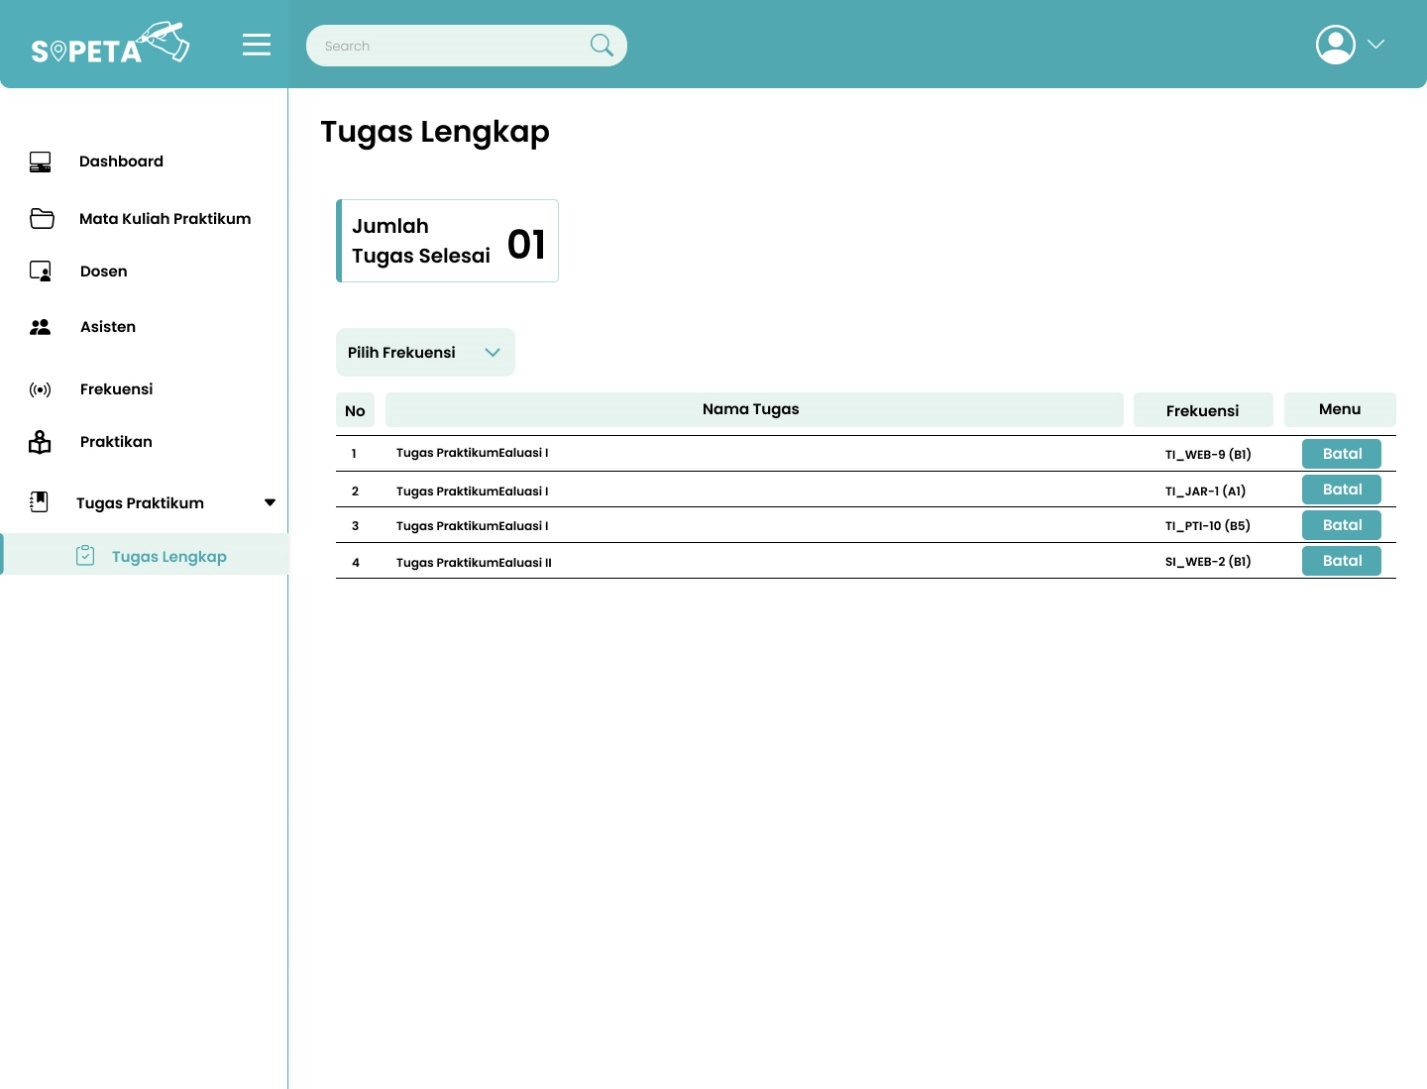 SOPETA
Search
Tugas Lengkap
Dashboard
Mata Kuliah Praktikum
Dosen
Asisten
Frekuensi
Praktikan
Tugas Praktikum
Tugas Lengkap
Jumlah
Tugas Selesai 01
Pilih Frekuensi
No Nama Tugas Frekuensi Menu
1 Tugas PraktikumEaluasi I TI_WEB-9 (B1) Batal
2 Tugas PraktikumEaluasi I TI_JAR-1 (A1) Batal
3 Tugas PraktikumEaluasi I TI_PTI-10 (B5) Batal
4 Tugas PraktikumEaluasi II SI_WEB-2 (B1) Batal